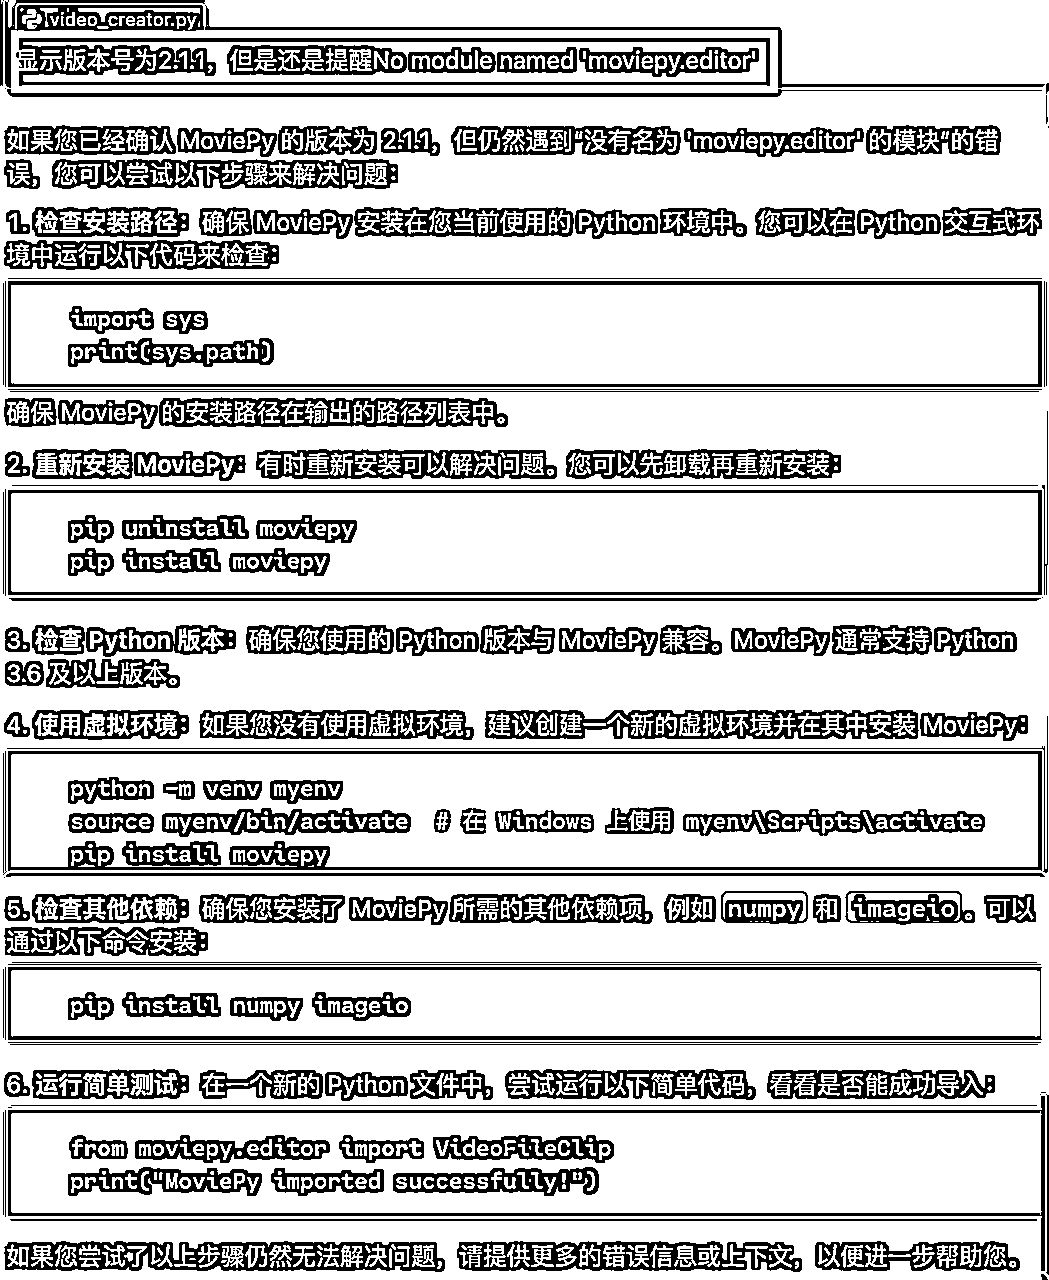 video_creator.py
显示版本号为2.1.1，但是还是提醒No module named 'moviepy.editor'
如果您已经确认 MoviePy 的版本为 2.1.1，但仍然遇到“没有名为 'moviepy.editor' 的模块”的错
误，您可以尝试以下步骤来解决问题：
1. 检查安装路径：确保 MoviePy 安装在您当前使用的 Python 环境中。您可以在 Python 交互式环
境中运行以下代码来检查：
import sys
print(sys.path)
确保 MoviePy 的安装路径在输出的路径列表中。
2. 重新安装 MoviePy：有时重新安装可以解决问题。您可以先卸载再重新安装：
pip uninstall moviepy
pip install moviepy
3. 检查 Python 版本：确保您使用的 Python 版本与 MoviePy 兼容。MoviePy 通常支持 Python
3.6 及以上版本。
4. 使用虚拟环境：如果您没有使用虚拟环境，建议创建一个新的虚拟环境并在其中安装 MoviePy：
python -m venv myenv
source myenv/bin/activate  # 在 Windows 上使用 myenv\Scripts\activate
pip install moviepy
5. 检查其他依赖：确保您安装了 MoviePy 所需的其他依赖项，例如 numpy 和 imageio。可以
通过以下命令安装：
pip install numpy imageio
6. 运行简单测试：在一个新的 Python 文件中，尝试运行以下简单代码，看看是否能成功导入：
from moviepy.editor import VideoFileClip
print("MoviePy imported successfully!")
如果您尝试了以上步骤仍然无法解决问题，请提供更多的错误信息或上下文，以便进一步帮助您。